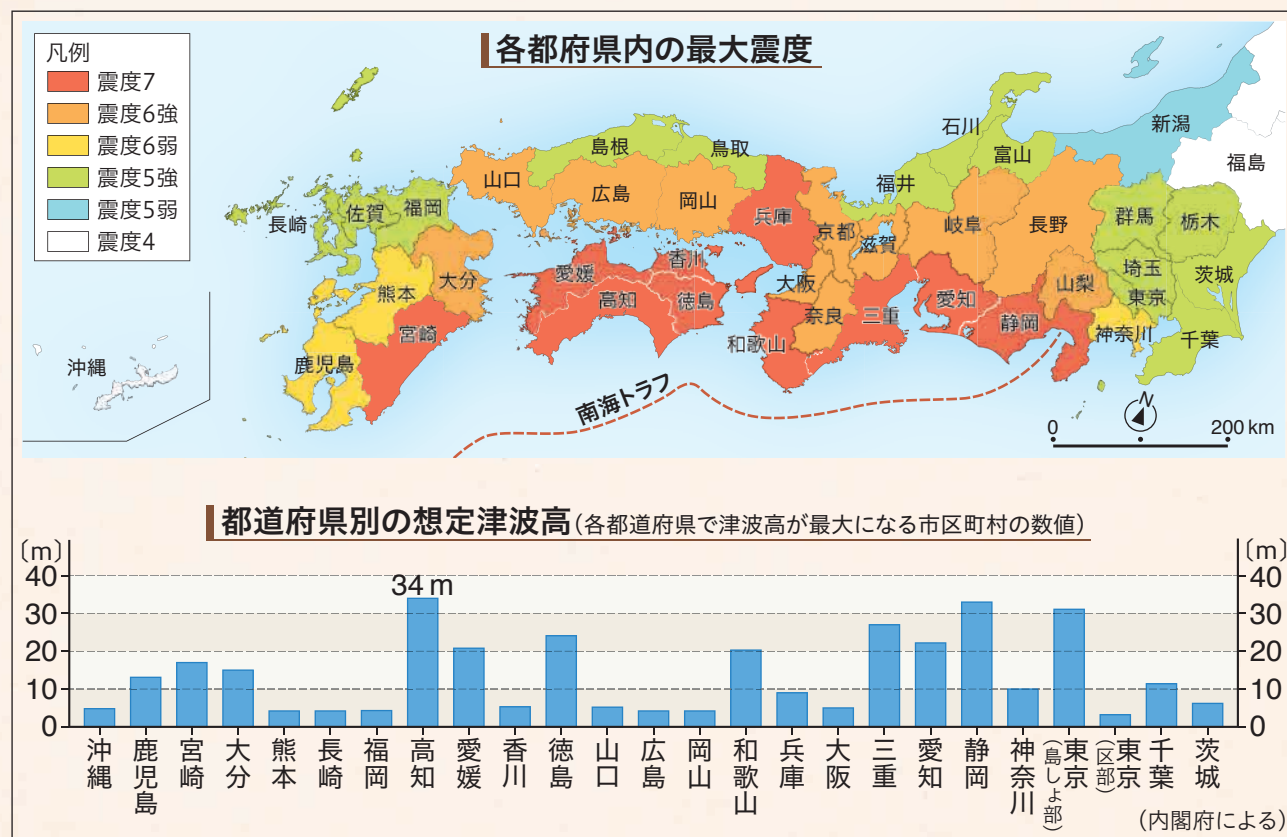 各都府県内の最大震度
凡例
震度7
震度6強
震度6弱
震度5強
震度5弱
震度4
石川
新潟
富山
福島
島根
鳥取
福井
山口
広島
岡山
兵庫
京都
滋賀
岐阜
長野
群馬
栃木
長崎
佐賀
福岡
大分
熊本
宮崎
鹿児島
愛媛
香川
高知
徳島
大阪
奈良
和歌山
三重
愛知
静岡
山梨
埼玉
東京
神奈川
茨城
千葉
沖縄
南海トラフ
N
0 200 km
都道府県別の想定津波高(各都道府県で津波高が最大になる市区町村の数値)
〔m〕 〔m〕
40 40
34 m
30 30
20 20
10 10
0 0
沖縄
鹿児島
宮崎
大分
熊本
長崎
福岡
高知
愛媛
香川
徳島
山口
広島
岡山
和歌山
兵庫
大阪
三重
愛知
静岡
神奈川
東京(島しょ部)
東京(区部)
千葉
茨城
(内閣府による)